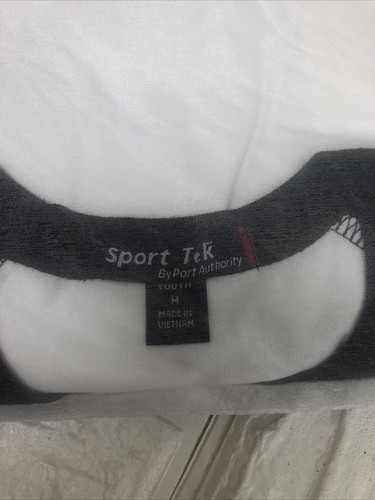 Sport-Tek
By Port Authority
YOUTH
M
MADE IN
VIETNAM